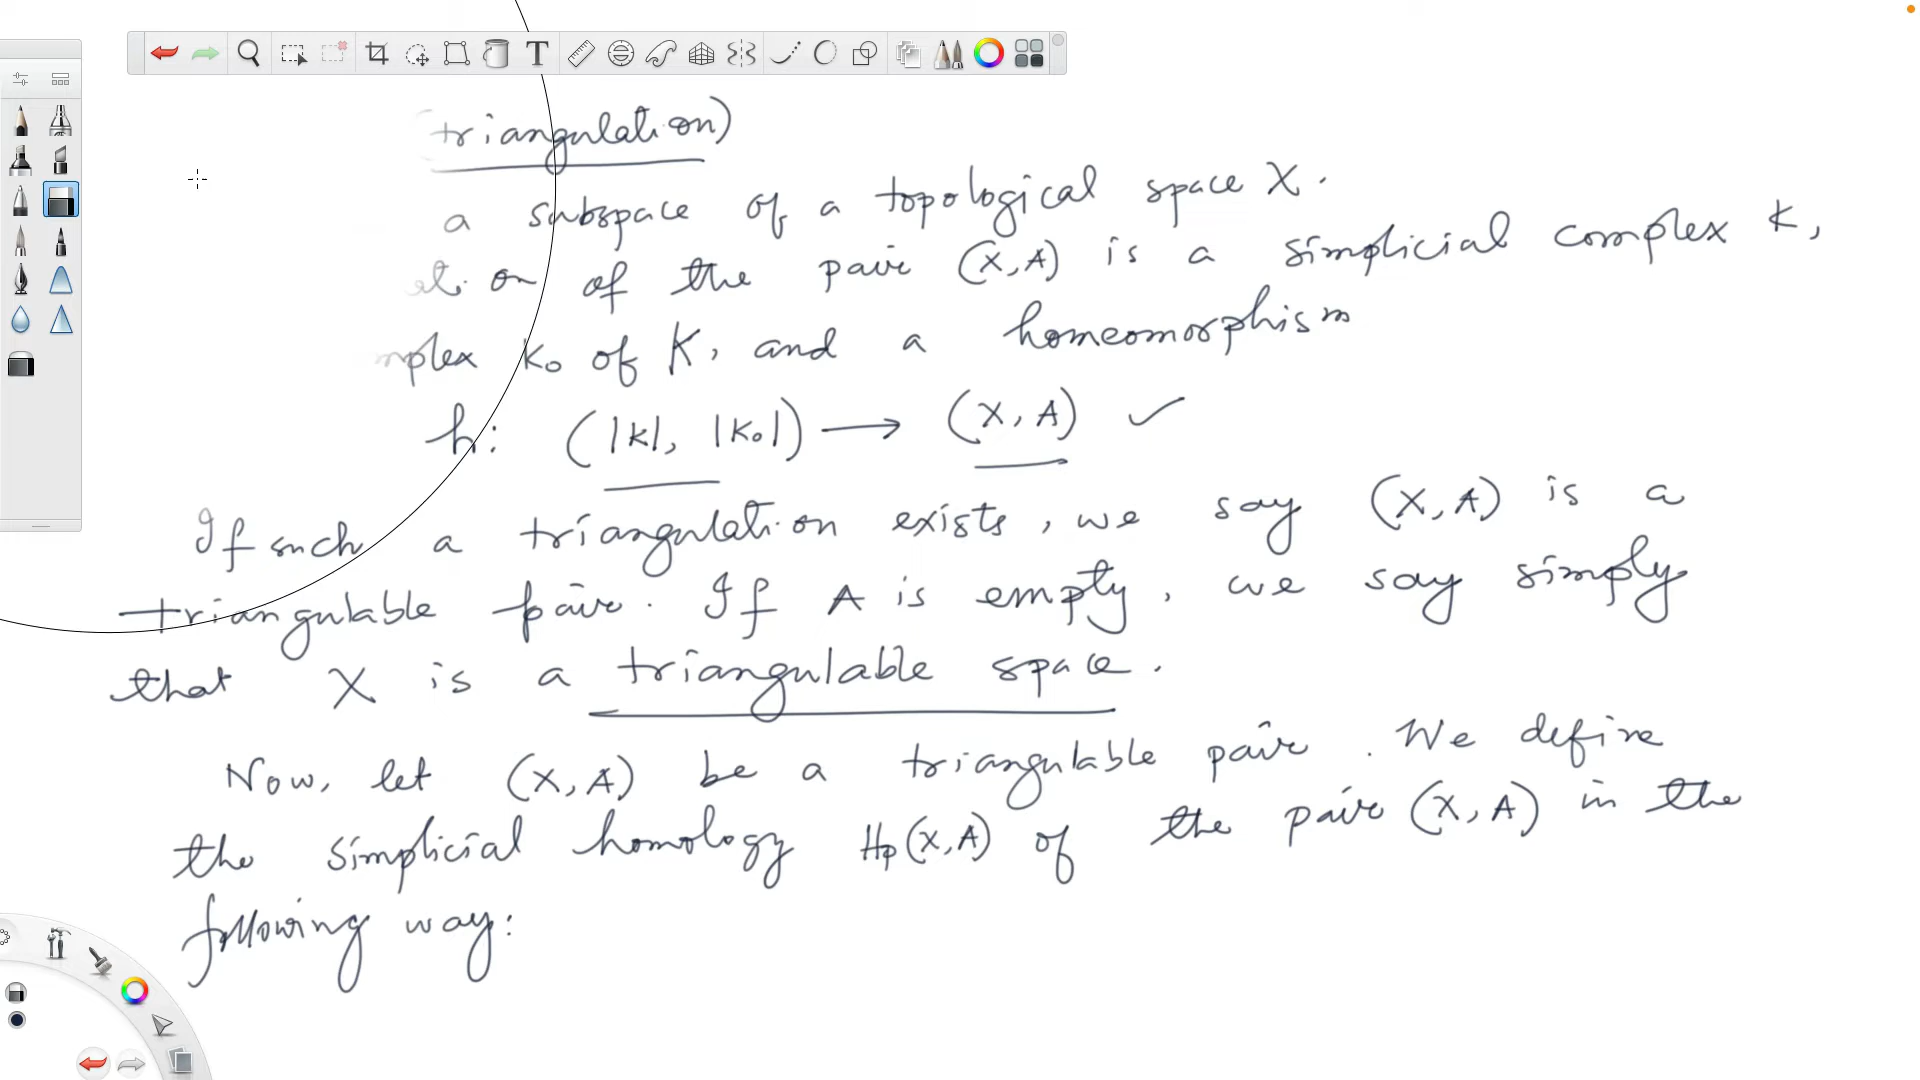 triangulation)
a subspace of a topological space X.
ation of the pair (X,A) is a simplicial complex K,
mplex K₀ of K, and a homeomorphism
h: (|K|, |K₀|) → (X, A) ✓
If such a triangulation exists, we say (X, A) is a
triangulable pair. If A is empty, we say simply
that X is a triangulable space.
Now, let (X, A) be a triangulable pair. We define
the simplicial homology Hp(X,A) of the pair (X, A) in the
following way: